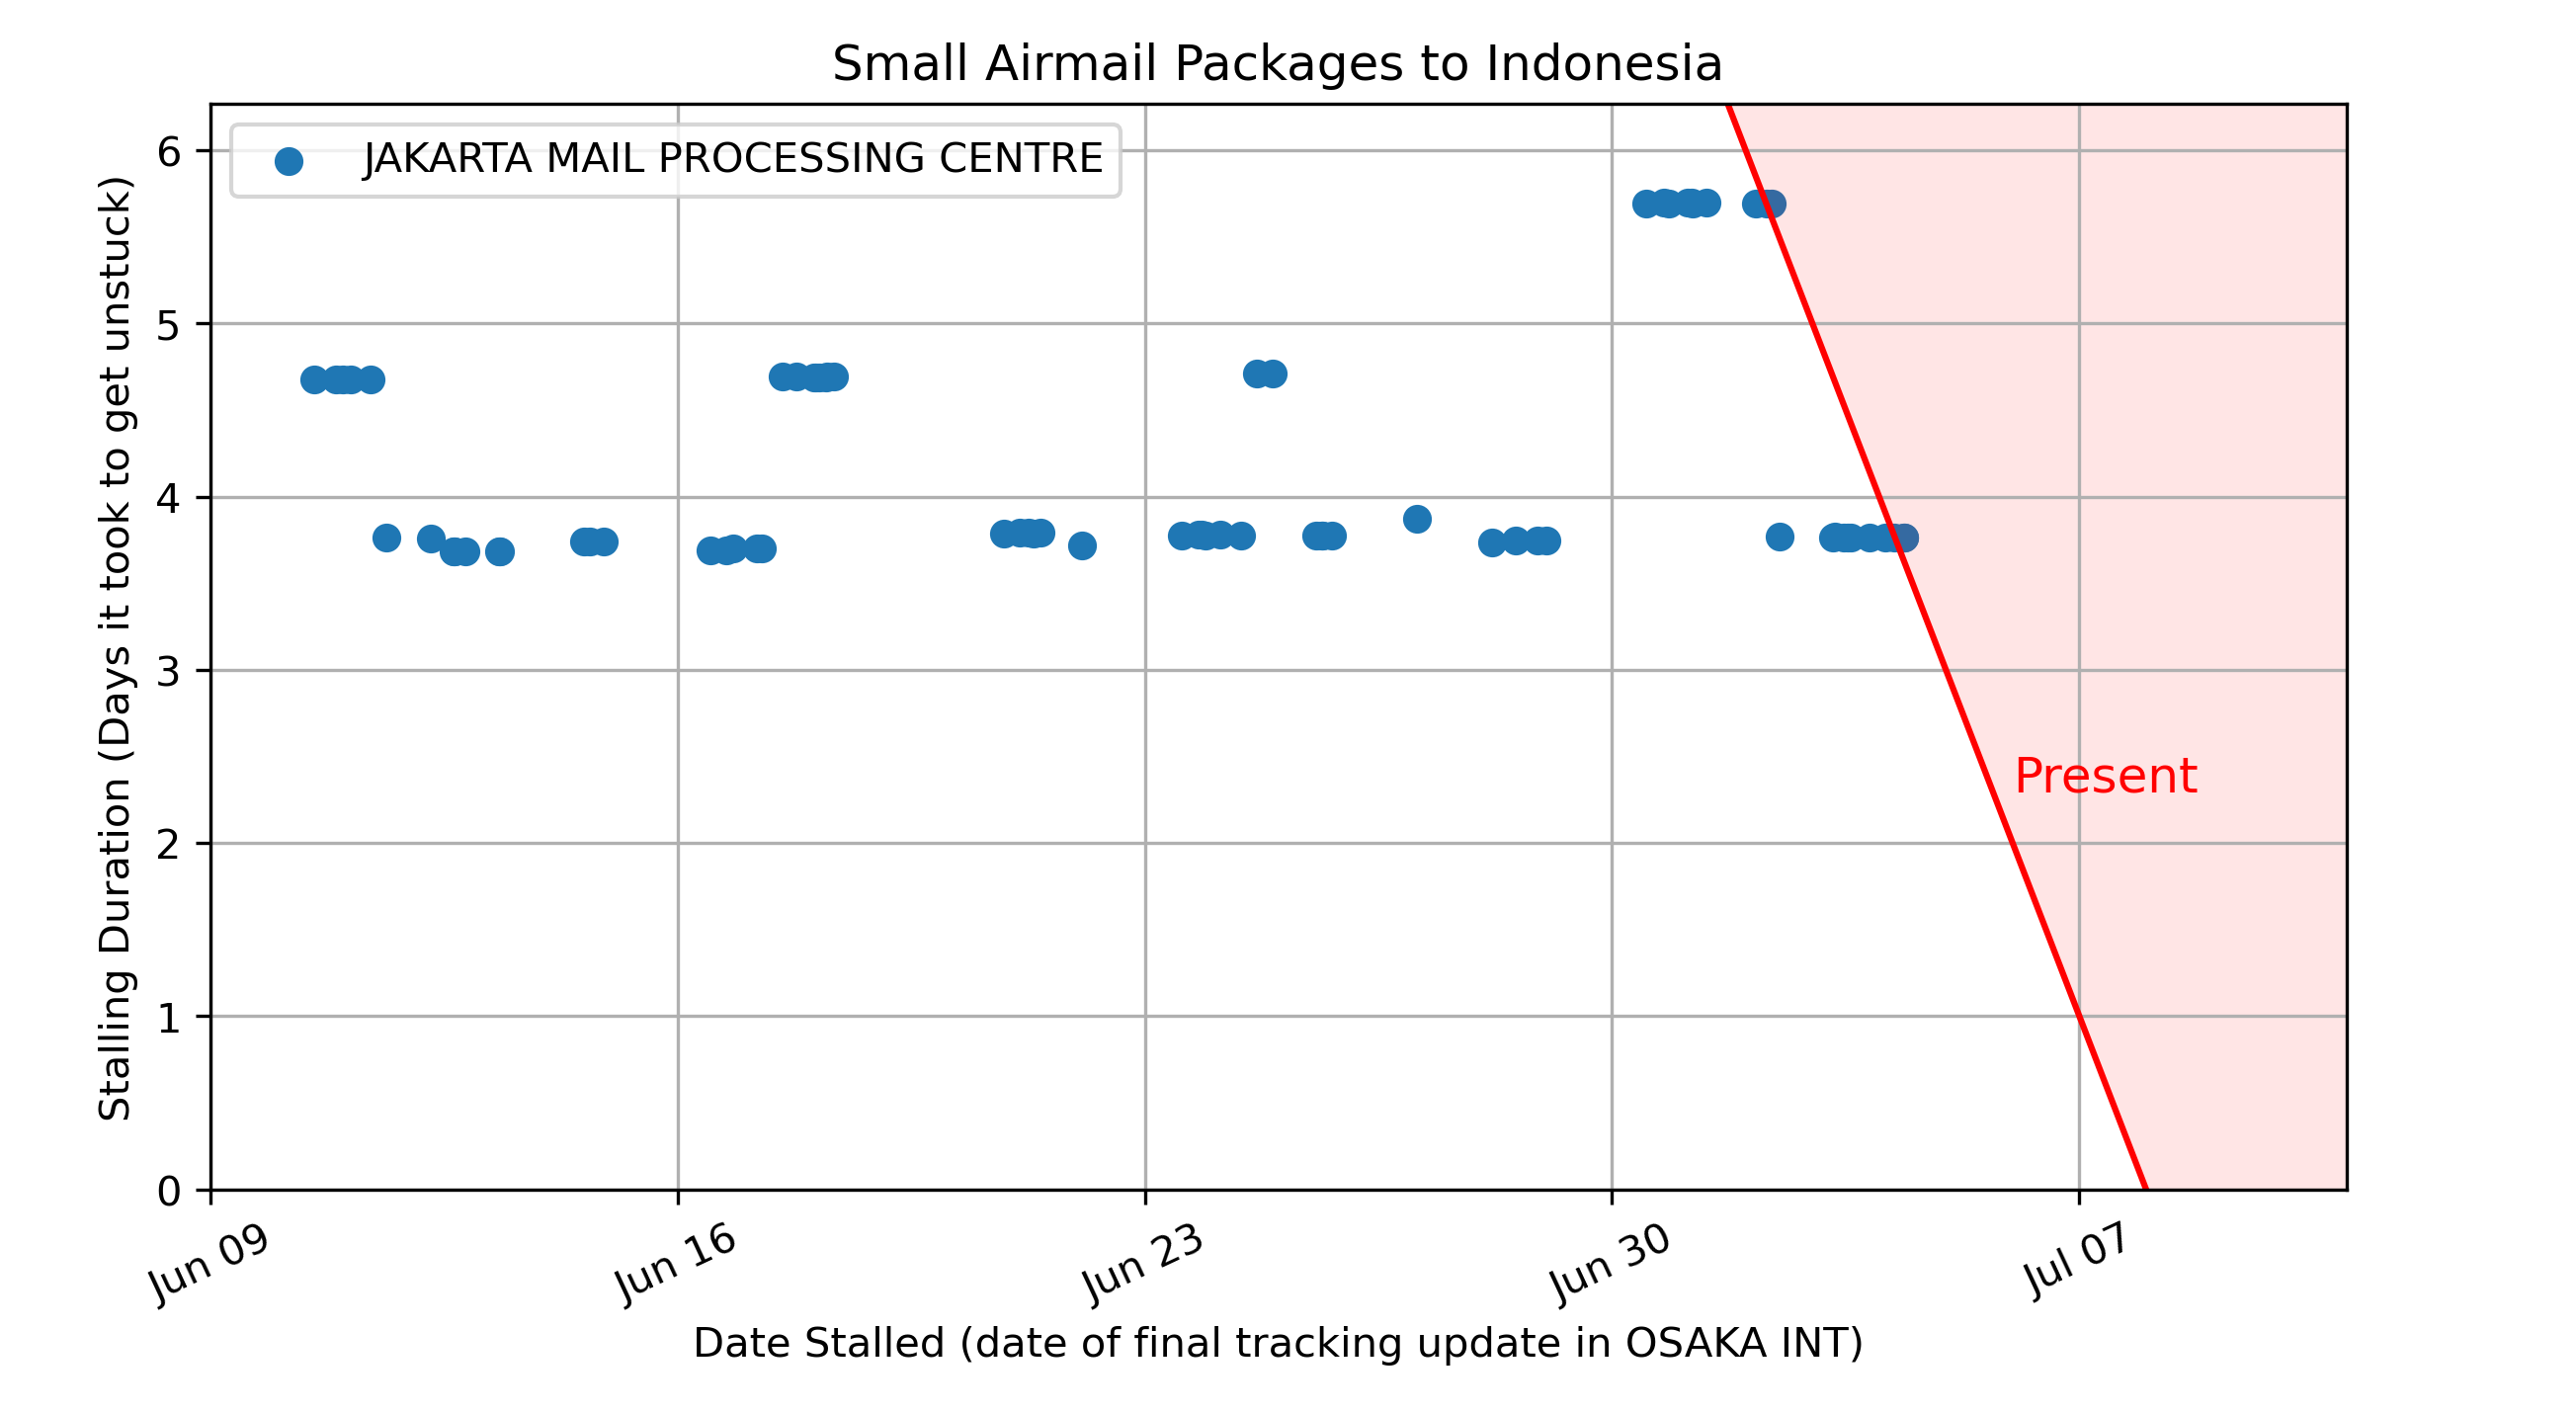 Small Airmail Packages to Indonesia
JAKARTA MAIL PROCESSING CENTRE
Stalling Duration (Days it took to get unstuck)
6
5
4
3
2
1
0
Present
Jun 09
Jun 16
Jun 23
Jun 30
Jul 07
Date Stalled (date of final tracking update in OSAKA INT)